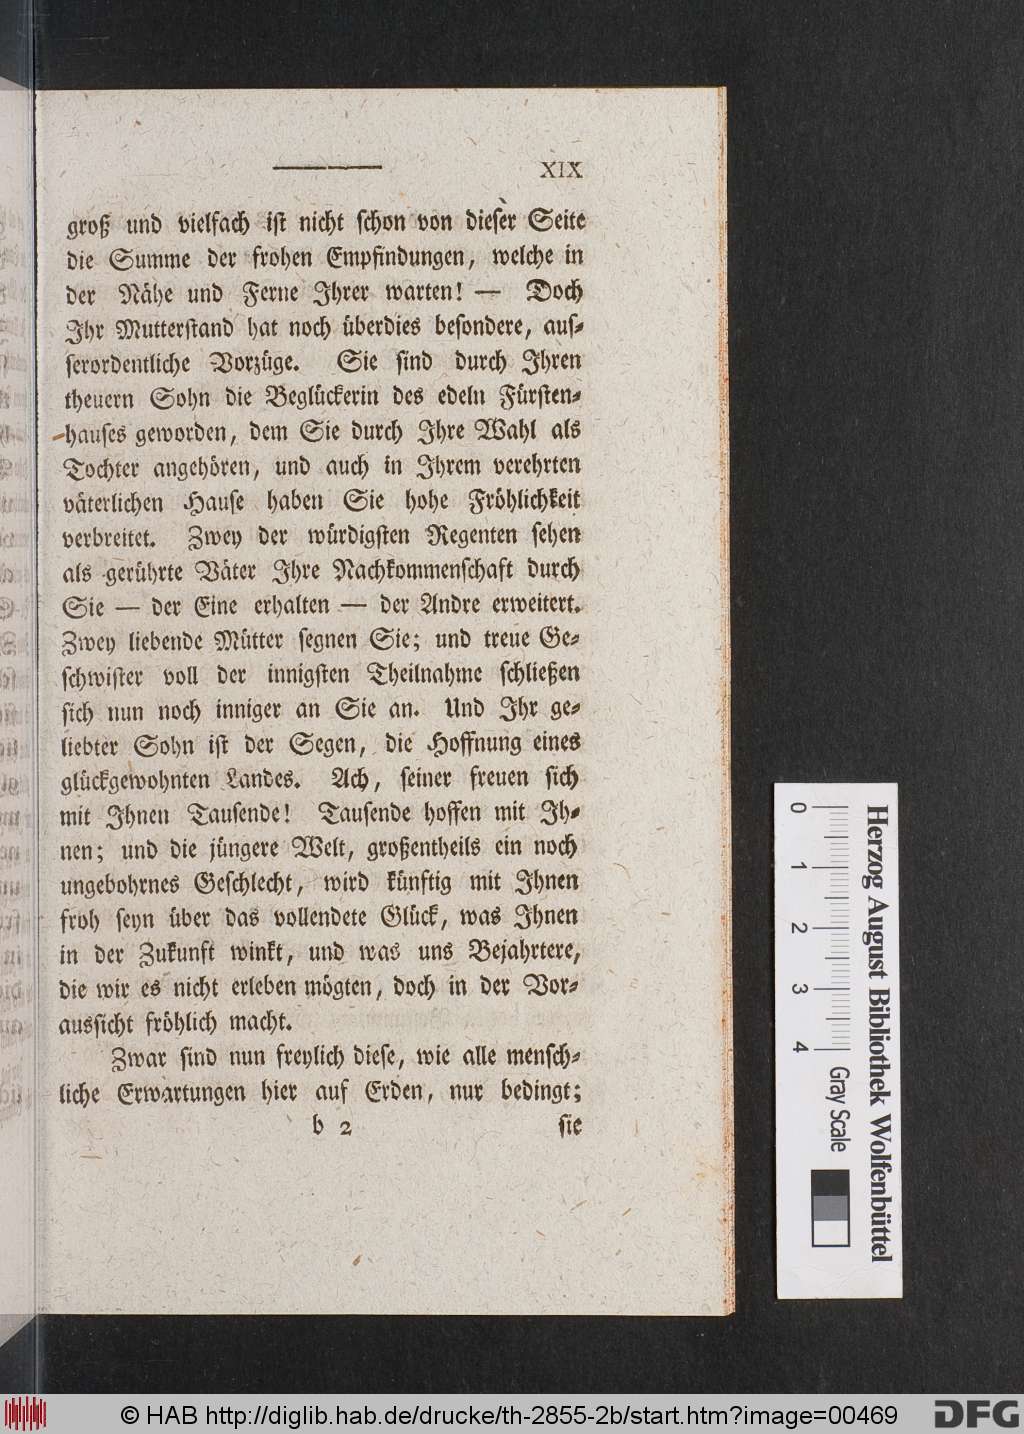 XIX
groß und vielfach ist nicht schon von dieser Seite
die Summe der frohen Empfindungen, welche in
der Nähe und Ferne Ihrer warten! — Doch
Ihr Mutterstand hat noch überdies besondere, aus-
serordentliche Vorzüge. Sie sind durch Ihren
theuern Sohn die Beglückerin des edeln Fürsten-
hauses geworden, dem Sie durch Ihre Wahl als
Tochter angehören, und auch in Ihrem verehrten
väterlichen Hause haben Sie hohe Fröhlichkeit
verbreitet. Zwey der würdigsten Regenten sehen
als gerührte Väter Ihre Nachkommenschaft durch
Sie — der Eine erhalten — der Andre erweitert.
Zwey liebende Mütter segnen Sie; und treue Ge-
schwister voll der innigsten Theilnahme schließen
sich nun noch inniger an Sie an. Und Ihr ge-
liebter Sohn ist der Segen, die Hoffnung eines
glückgewohnten Landes. Ach, seiner freuen sich
mit Ihnen Tausende! Tausende hoffen mit Ih-
nen; und die jüngere Welt, großentheils ein noch
ungebohrnes Geschlecht, wird künftig mit Ihnen
froh seyn über das vollendete Glück, was Ihnen
in der Zukunft winkt, und was uns Bejahrtere,
die wir es nicht erleben mögten, doch in der Vor-
aussicht fröhlich macht.
Zwar sind nun freylich diese, wie alle mensch-
liche Erwartungen hier auf Erden, nur bedingt;
b 2 sie
0 1 2 3 4 Gray Scale
Herzog August Bibliothek Wolfenbüttel
© HAB http://diglib.hab.de/drucke/th-2855-2b/start.htm?image=00469
DFG